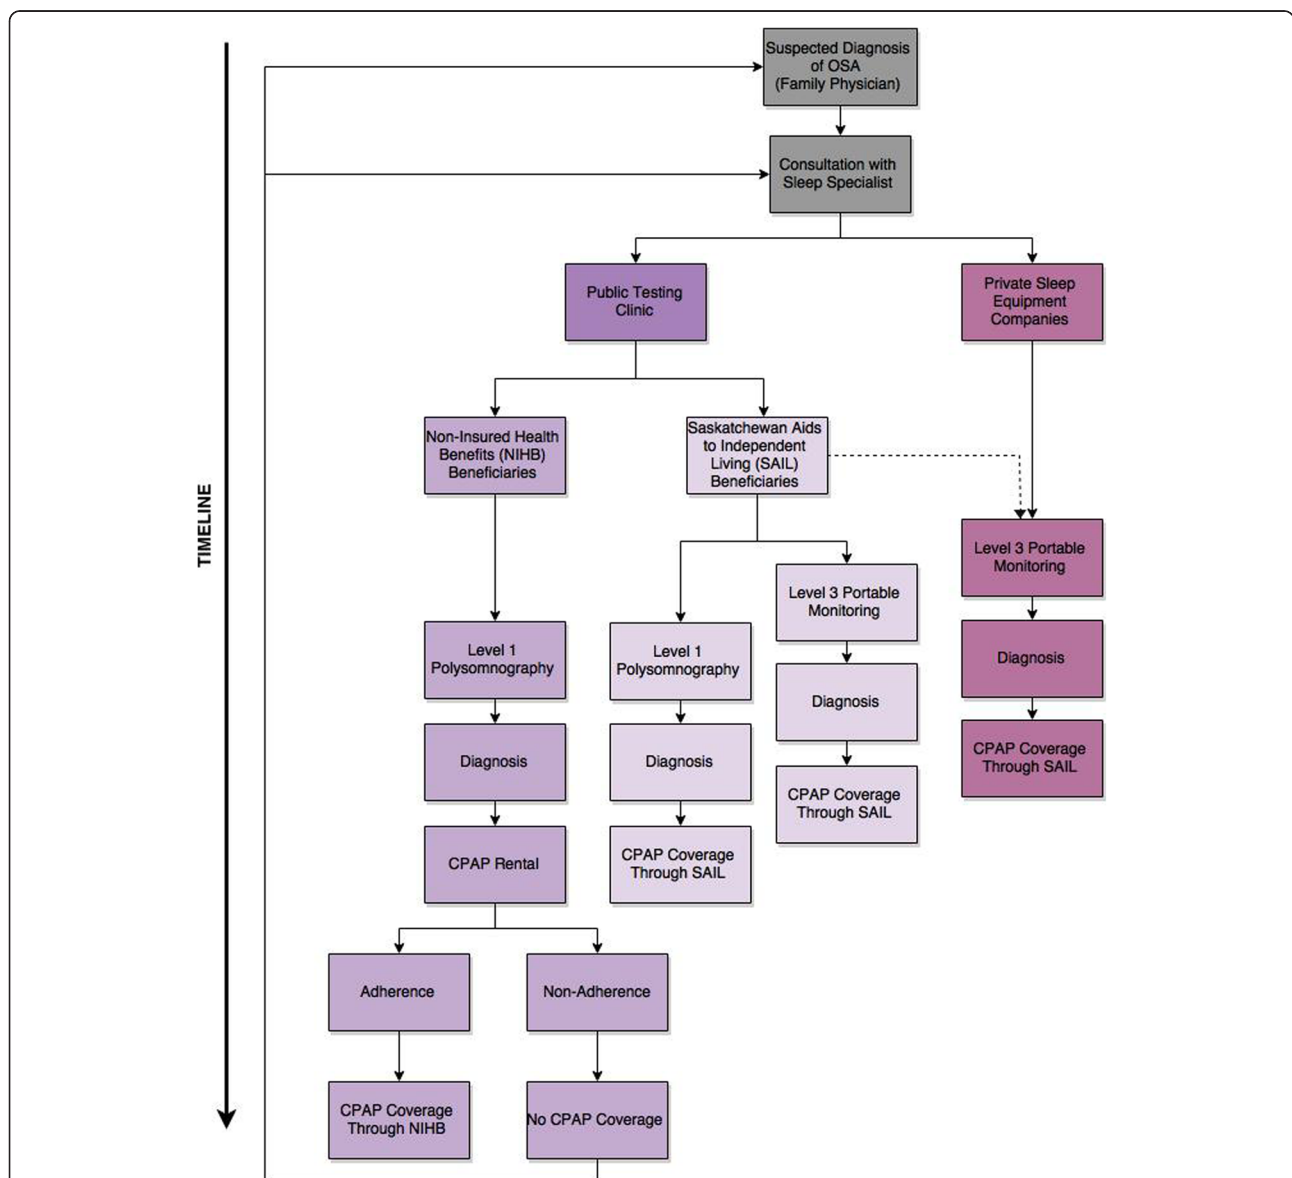 Suspected Diagnosis
of OSA
(Family Physician)
Consultation with
Sleep Specialist
Public Testing
Clinic
Private Sleep
Equipment
Companies
Non-Insured Health
Benefits (NIHB)
Beneficiaries
Saskatchewan Aids
to Independent
Living (SAIL)
Beneficiaries
TIMELINE
Level 3 Portable
Monitoring
Level 3 Portable
Monitoring
Level 1
Polysomnography
Level 1
Polysomnography
Diagnosis
Diagnosis
Diagnosis
Diagnosis
CPAP Coverage
Through SAIL
CPAP Coverage
Through SAIL
CPAP Rental
CPAP Coverage
Through SAIL
Adherence
Non-Adherence
CPAP Coverage
Through NIHB
No CPAP Coverage